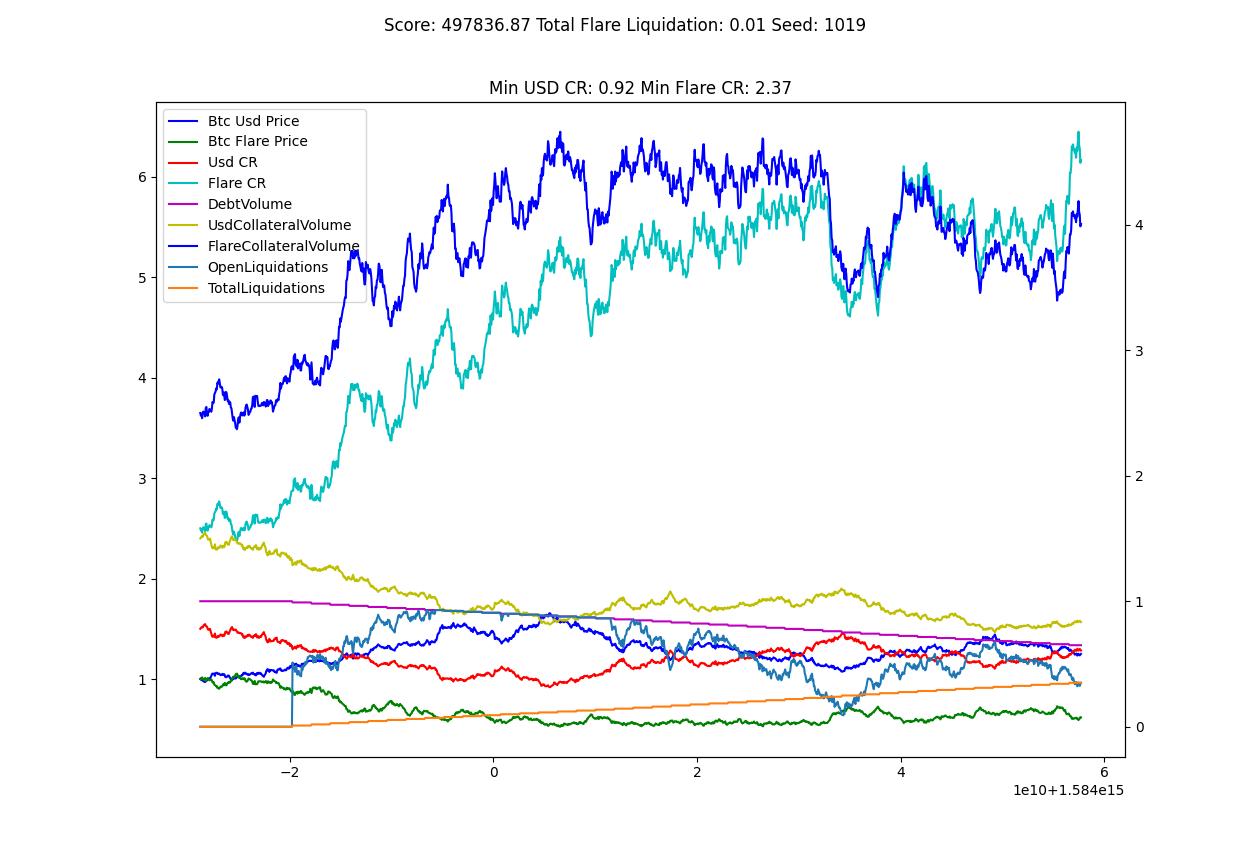 Score: 497836.87 Total Flare Liquidation: 0.01 Seed: 1019
Min USD CR: 0.92 Min Flare CR: 2.37
Btc Usd Price
Btc Flare Price
Usd CR
Flare CR
DebtVolume
UsdCollateralVolume
FlareCollateralVolume
OpenLiquidations
TotalLiquidations
6
5
4
3
2
1
4
3
2
1
0
−2
0
2
4
6
1e10+1.584e15